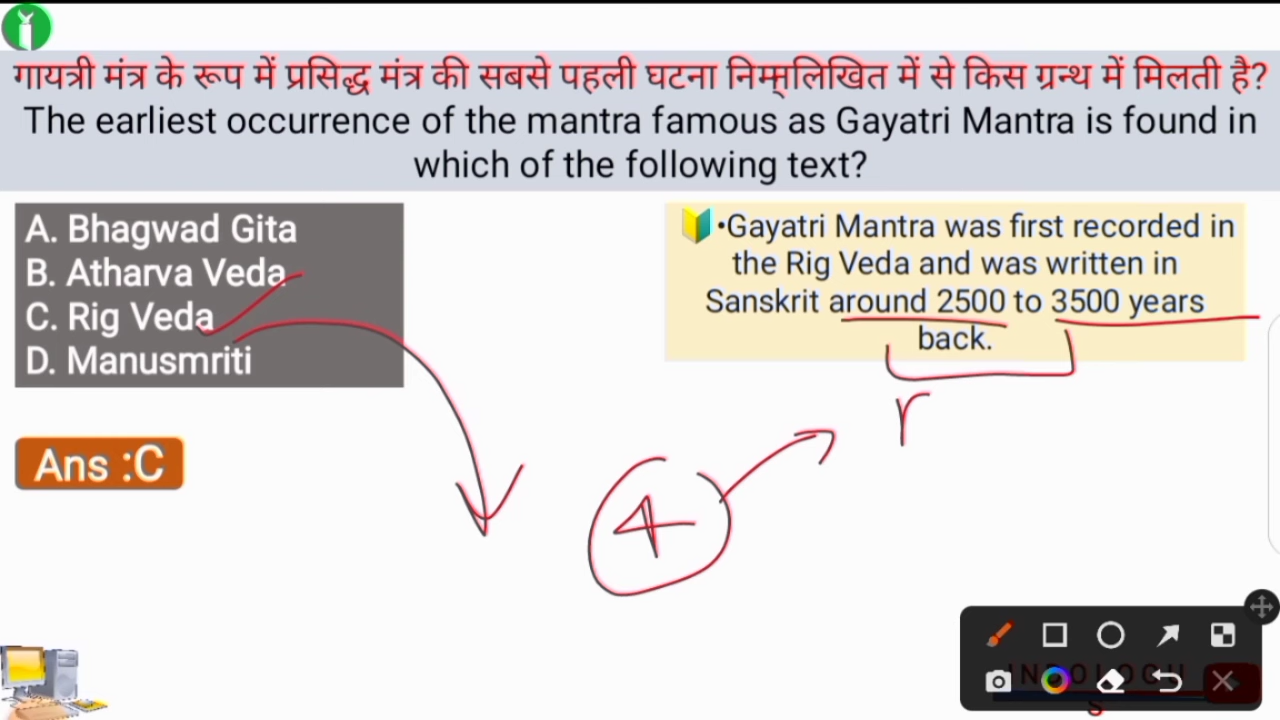 गायत्री मंत्र के रूप में प्रसिद्ध मंत्र की सबसे पहली घटना निम्नलिखित में से किस ग्रन्थ में मिलती है?
The earliest occurrence of the mantra famous as Gayatri Mantra is found in
which of the following text?
A. Bhagwad Gita
B. Atharva Veda
C. Rig Veda
D. Manusmriti
•Gayatri Mantra was first recorded in
the Rig Veda and was written in
Sanskrit around 2500 to 3500 years
back.
Ans :C
4
r